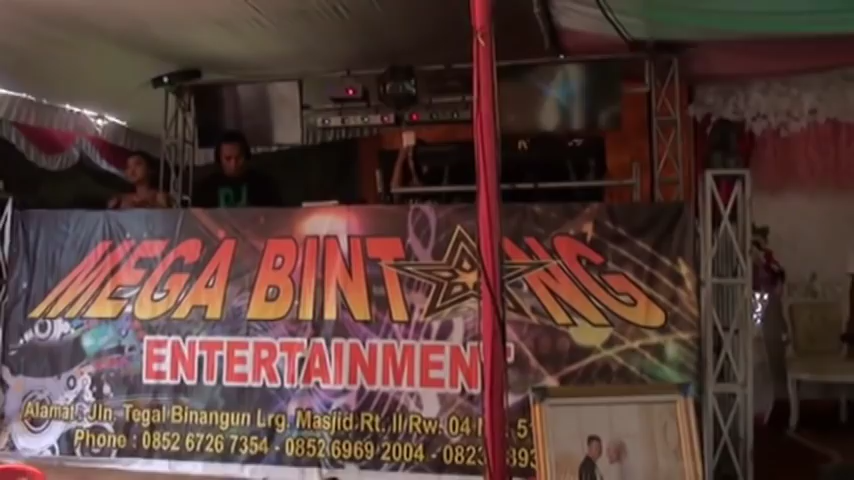 MEGA BINTANG
ENTERTAINMENT
Alamat : Jln. Tegal Binangun Lrg. Masjid Rt. II Rw. 04
Phone : 0852 6726 7354 - 0852 6969 2004 -